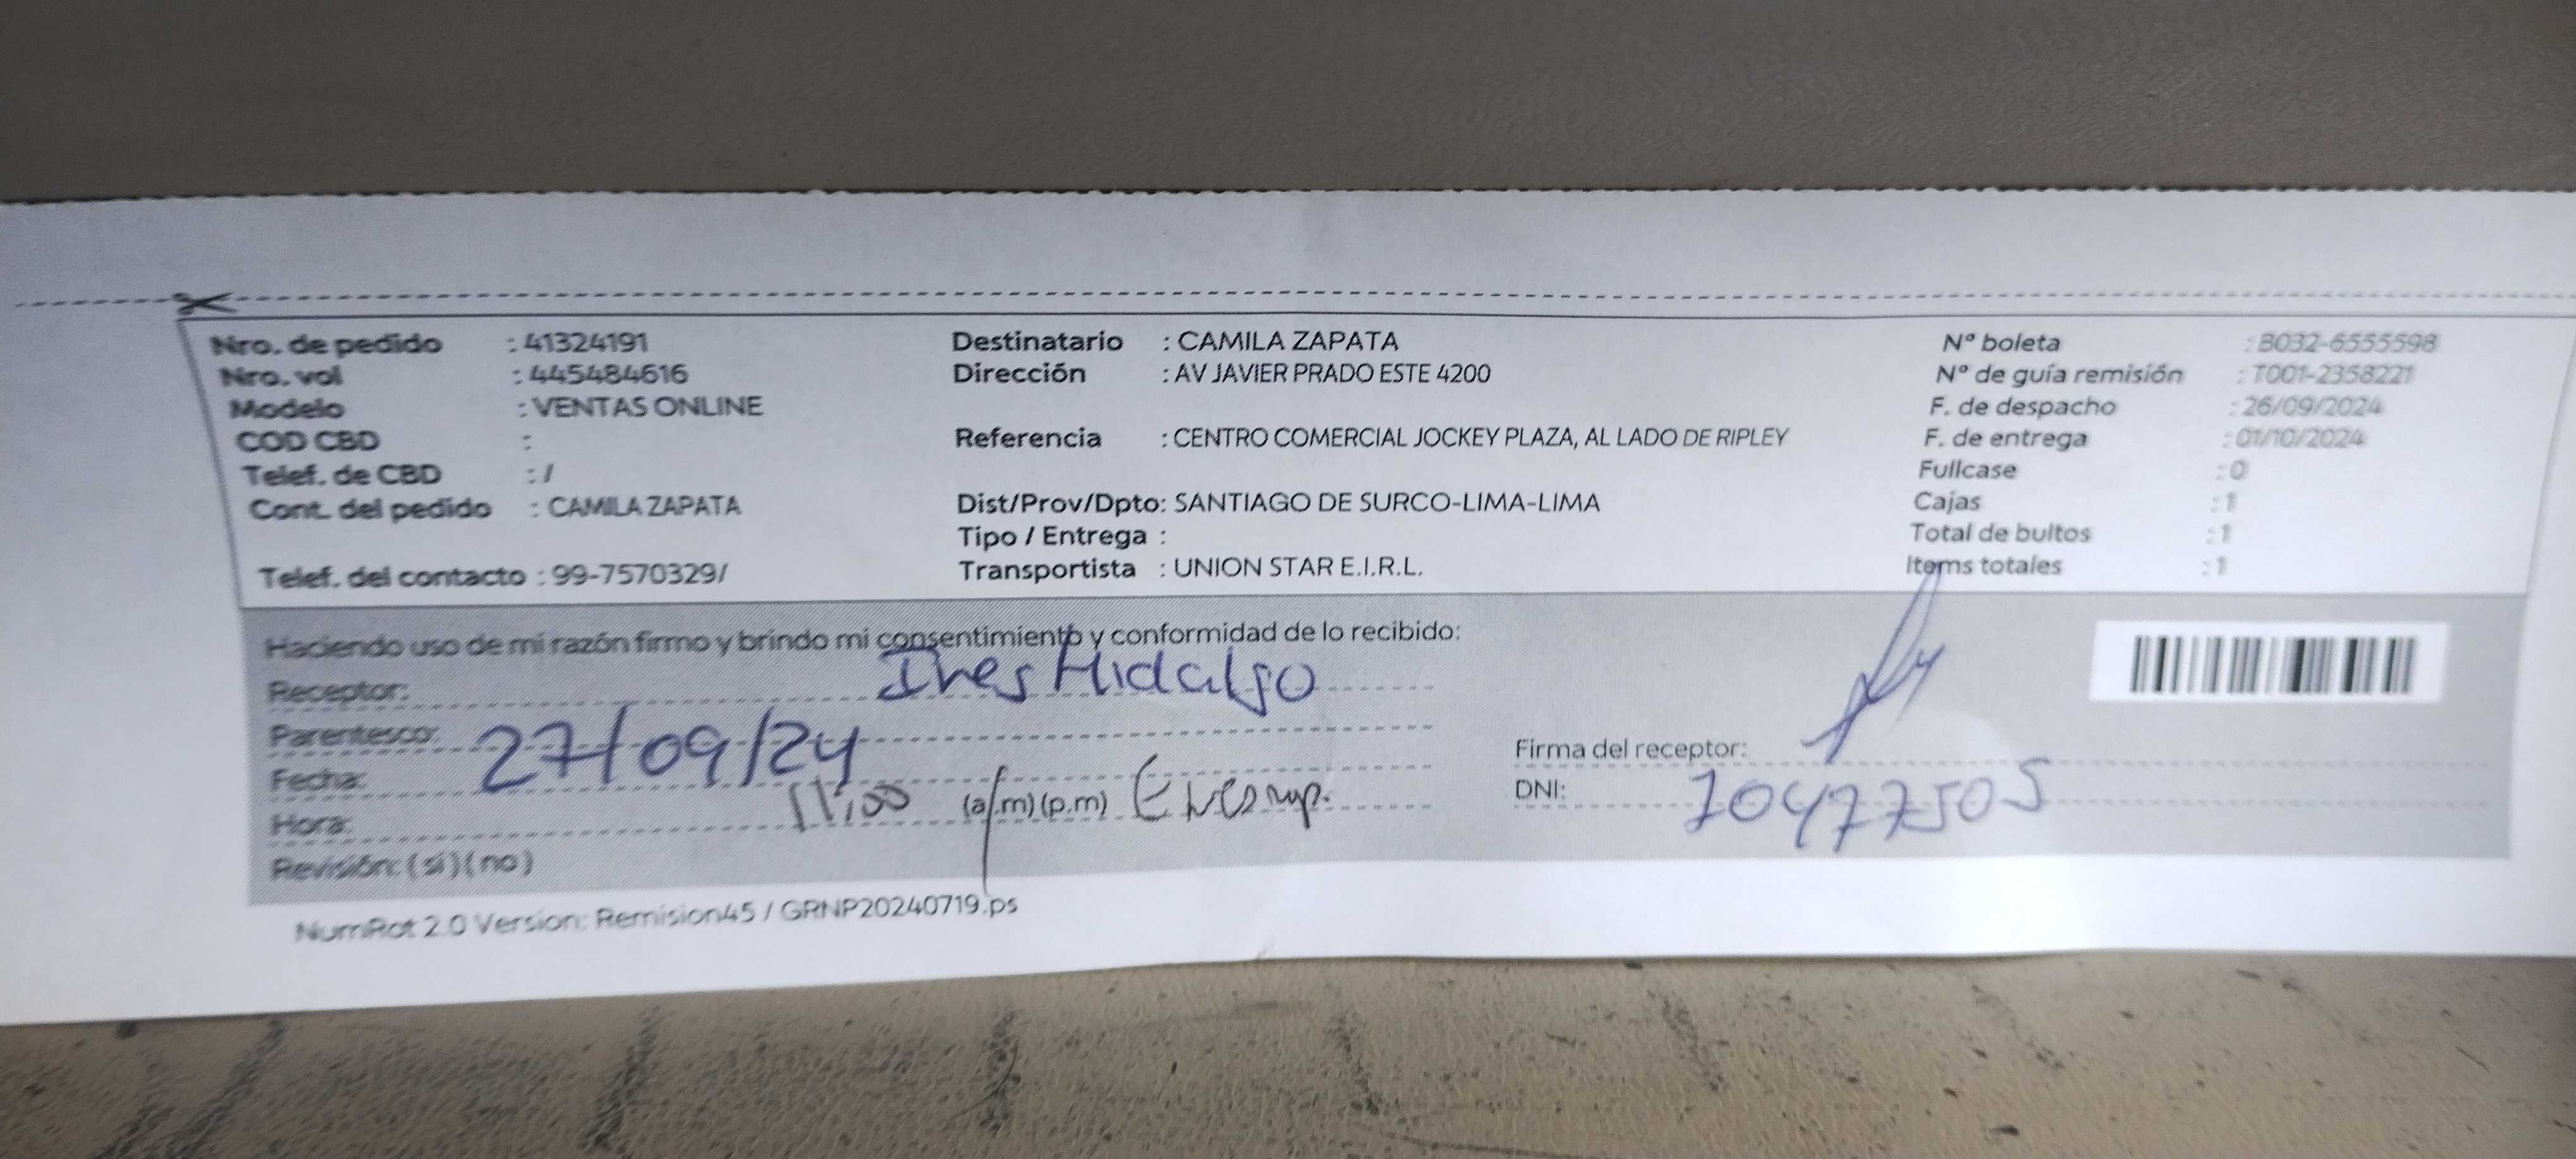 Nro. de pedido : 41324191
Nro. vol : 445484616
Modelo : VENTAS ONLINE
COD CBD :
Telef. de CBD : /
Cont. del pedido : CAMILA ZAPATA
Telef. del contacto : 99-7570329/
Destinatario : CAMILA ZAPATA
Dirección : AV JAVIER PRADO ESTE 4200
Referencia : CENTRO COMERCIAL JOCKEY PLAZA, AL LADO DE RIPLEY
Dist/Prov/Dpto: SANTIAGO DE SURCO-LIMA-LIMA
Tipo / Entrega :
Transportista : UNION STAR E.I.R.L.
N° boleta : B032-6555598
N° de guía remisión : T001-2358221
F. de despacho : 26/09/2024
F. de entrega : 01/10/2024
Fullcase : 0
Cajas : 1
Total de bultos : 1
Items totales : 1
Haciendo uso de mi razón firmo y brindo mi consentimiento y conformidad de lo recibido:
Receptor: Ines Hidalgo
Parentesco:
Fecha: 27/09/24
Hora: 11:00 (a.m) (p.m)
Revisión: (si) (no)
Firma del receptor:
DNI: 70477505
NumRot 2.0 Version: Remision45 / GRNP20240719.ps